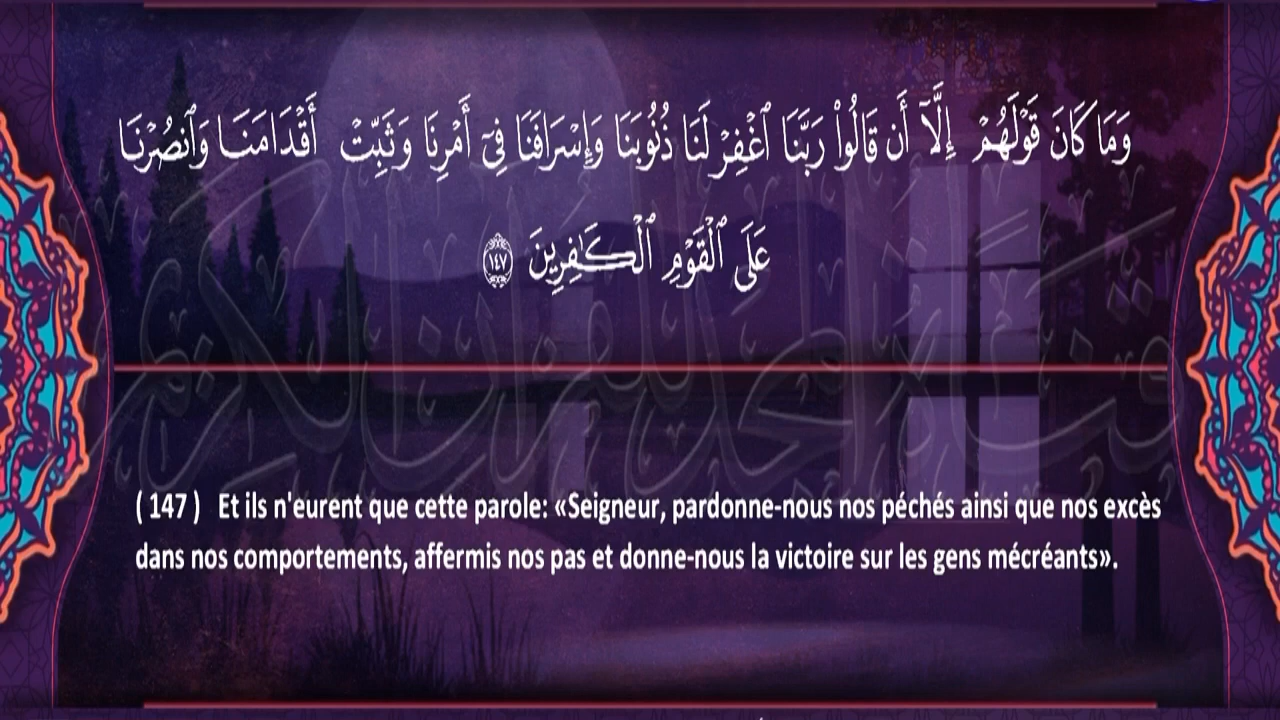 وَمَا كَانَ قَوْلَهُمْ إِلَّآ أَن قَالُوا۟ رَبَّنَا ٱغْفِرْ لَنَا ذُنُوبَنَا وَإِسْرَافَنَا فِىٓ أَمْرِنَا وَثَبِّتْ أَقْدَامَنَا وَٱنصُرْنَا
عَلَى ٱلْقَوْمِ ٱلْكَـٰفِرِينَ ١٤٧
( 147 ) Et ils n'eurent que cette parole: «Seigneur, pardonne-nous nos péchés ainsi que nos excès
dans nos comportements, affermis nos pas et donne-nous la victoire sur les gens mécréants».